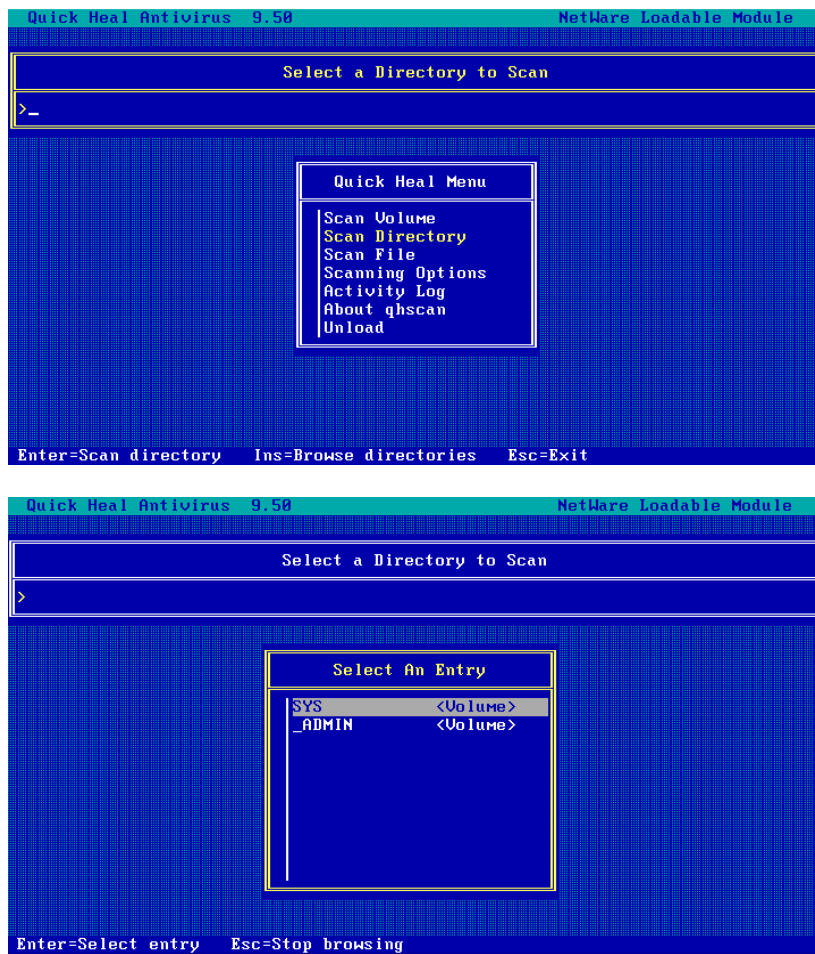 Quick Heal Antivirus 9.50 NetWare Loadable Module
Select a Directory to Scan
>_
Quick Heal Menu
Scan Volume
Scan Directory
Scan File
Scanning Options
Activity Log
About qhscan
Unload
Enter=Scan directory Ins=Browse directories Esc=Exit
Quick Heal Antivirus 9.50 NetWare Loadable Module
Select a Directory to Scan
>
Select An Entry
SYS <Volume>
_ADMIN <Volume>
Enter=Select entry Esc=Stop browsing